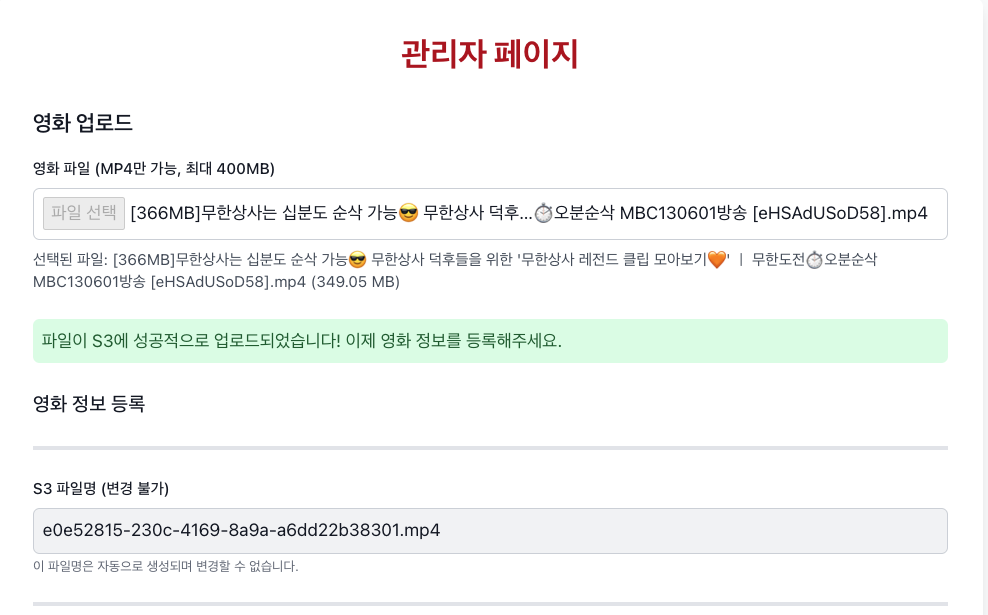 관리자 페이지
영화 업로드
영화 파일 (MP4만 가능, 최대 400MB)
파일 선택 [366MB]무한상사는 십분도 순삭 가능😎 무한상사 덕후...⏱️오분순삭 MBC130601방송 [eHSAdUSoD58].mp4
선택된 파일: [366MB]무한상사는 십분도 순삭 가능😎 무한상사 덕후들을 위한 '무한상사 레전드 클립 모아보기🧡' ㅣ 무한도전⏱️오분순삭
MBC130601방송 [eHSAdUSoD58].mp4 (349.05 MB)
파일이 S3에 성공적으로 업로드되었습니다! 이제 영화 정보를 등록해주세요.
영화 정보 등록
S3 파일명 (변경 불가)
e0e52815-230c-4169-8a9a-a6dd22b38301.mp4
이 파일명은 자동으로 생성되며 변경할 수 없습니다.